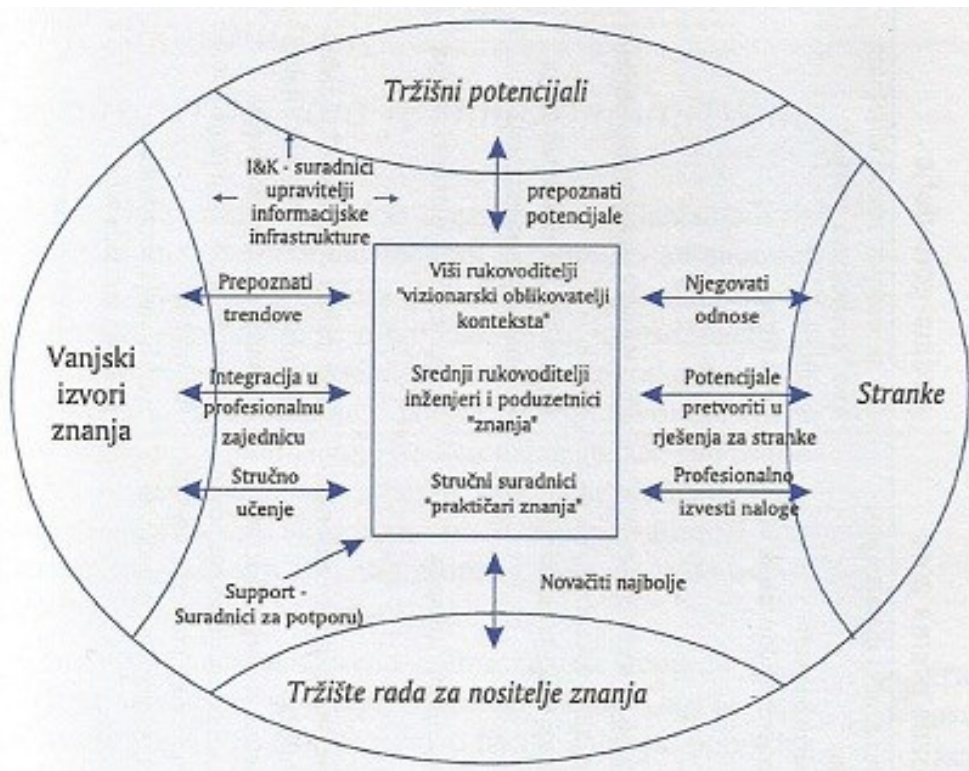 Tržišni potencijali
I&K - suradnici
upravitelji
informacijske
infrastrukture
prepoznati
potencijale
Vanjski
izvori
znanja
Prepoznati
trendove
Integracija u
profesionalnu
zajednicu
Stručno
učenje
Viši rukovoditelji
"vizionarski oblikovatelji
konteksta"
Srednji rukovoditelji
inženjeri i poduzetnici
"znanja"
Stručni suradnici
"praktičari znanja"
Njegovati
odnose
Potencijale
pretvoriti u
rješenja za stranke
Profesionalno
izvesti naloge
Stranke
Support -
Suradnici za potporu)
Novačiti najbolje
Tržište rada za nositelje znanja